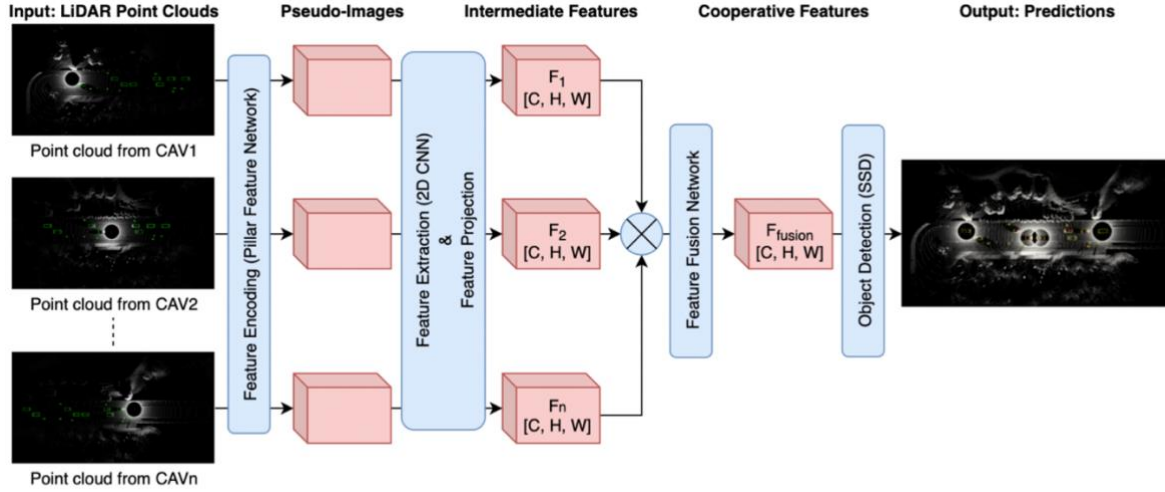 Input: LiDAR Point Clouds
Pseudo-Images
Intermediate Features
Cooperative Features
Output: Predictions
Point cloud from CAV1
Point cloud from CAV2
Point cloud from CAVn
Feature Encoding (Pillar Feature Network)
Feature Extraction (2D CNN)
&
Feature Projection
F1
[C, H, W]
F2
[C, H, W]
Fn
[C, H, W]
Feature Fusion Network
Ffusion
[C, H, W]
Object Detection (SSD)